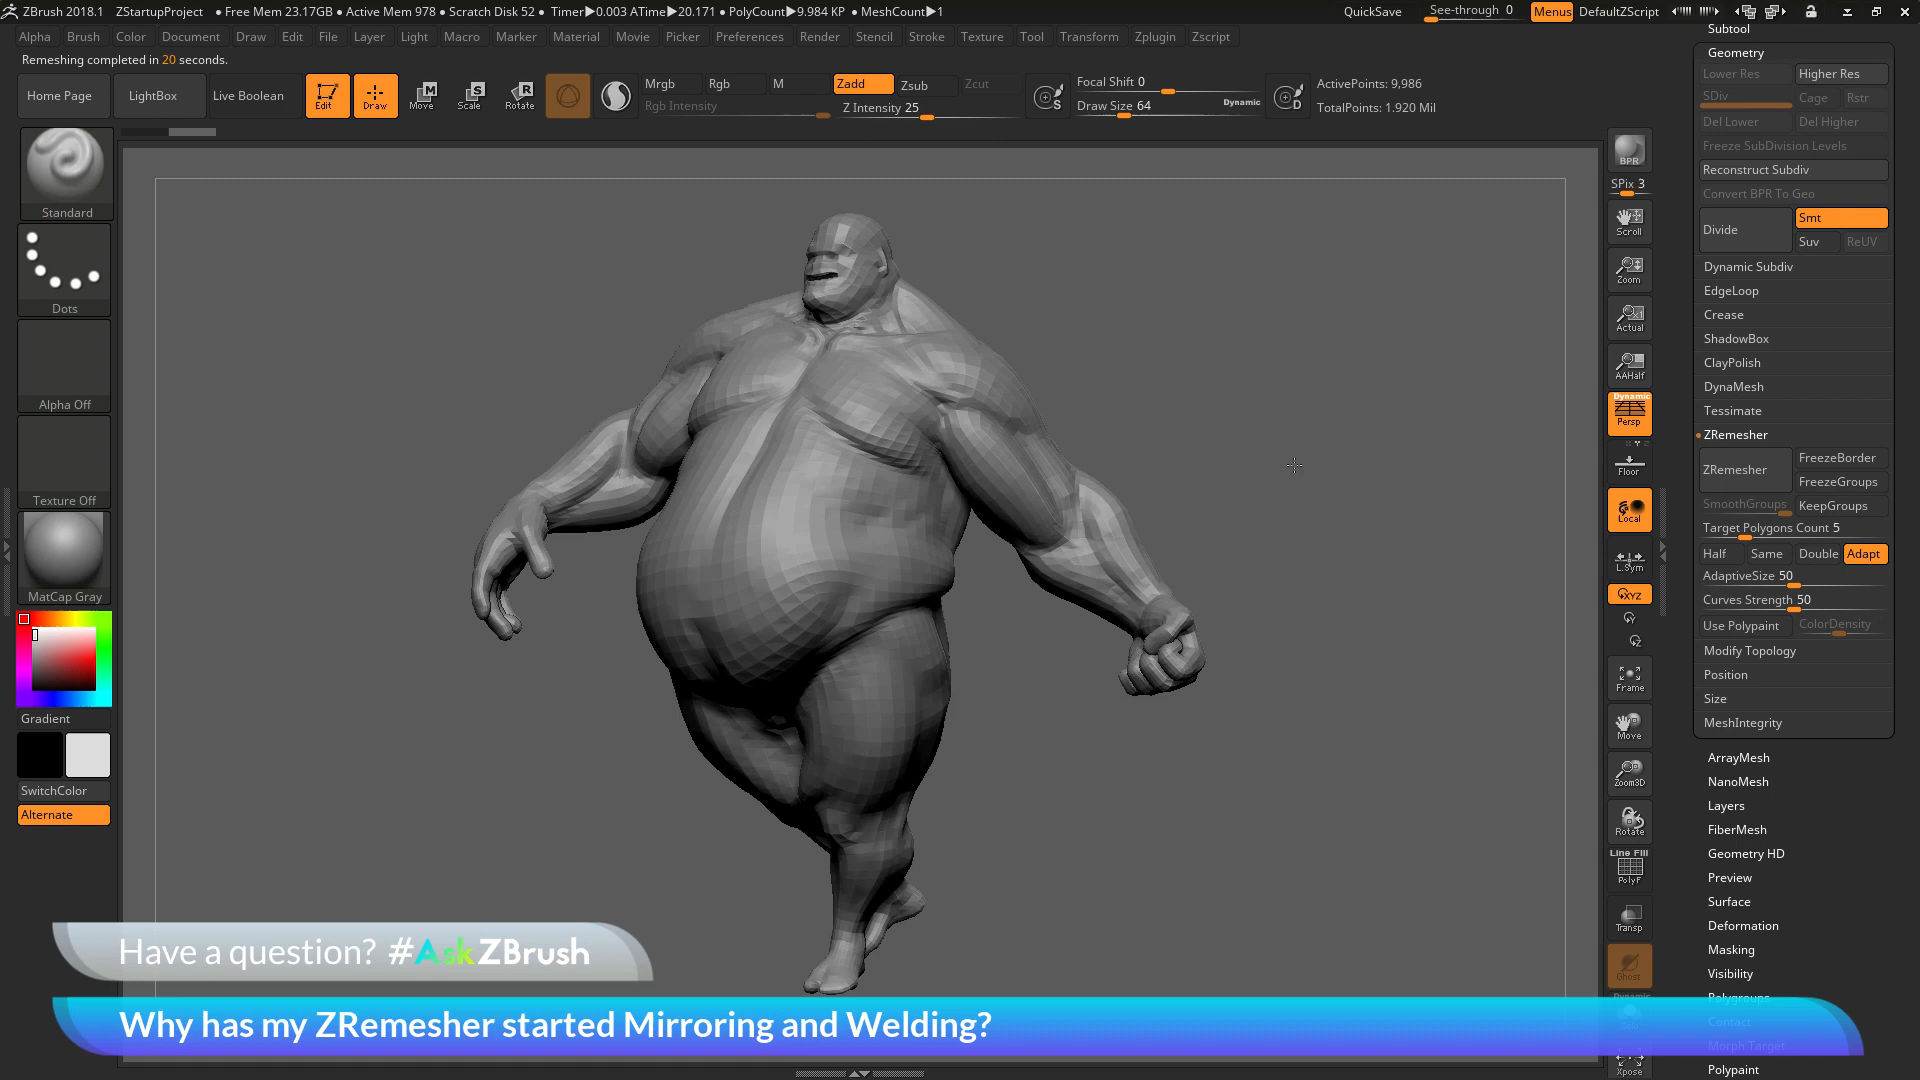 ZBrush 2018.1 ZStartupProject • Free Mem 23.17GB • Active Mem 978 • Scratch Disk 52 • Timer▶0.003 ATime▶20.171 • PolyCount▶9.984 KP • MeshCount▶1 QuickSave See-through 0 Menus DefaultZScript
Alpha Brush Color Document Draw Edit File Layer Light Macro Marker Material Movie Picker Preferences Render Stencil Stroke Texture Tool Transform Zplugin Zscript
Remeshing completed in 20 seconds.
Home Page LightBox Live Boolean Edit Draw Move Scale Rotate
Mrgb Rgb M Zadd Zsub Zcut
Rgb Intensity Z Intensity 25
S
Focal Shift 0
Draw Size 64 Dynamic
D
ActivePoints: 9,986
TotalPoints: 1.920 Mil
Standard
Dots
Alpha Off
Texture Off
MatCap Gray
Gradient
SwitchColor
Alternate
BPR
SPix 3
Scroll
Zoom
Actual
AAHalf
Dynamic
Persp
Floor
Local
L.Sym
XYZ
Y
Z
Frame
Move
Zoom3D
Rotate
Line Fill
PolyF
Transp
Ghost
Dynamic
Xpose
Subtool
Geometry
Lower Res Higher Res
SDiv Cage Rstr
Del Lower Del Higher
Freeze SubDivision Levels
Reconstruct Subdiv
Convert BPR To Geo
Divide Smt
Suv ReUV
Dynamic Subdiv
EdgeLoop
Crease
ShadowBox
ClayPolish
DynaMesh
Tessimate
ZRemesher
ZRemesher FreezeBorder
FreezeGroups
SmoothGroups KeepGroups
Target Polygons Count 5
Half Same Double Adapt
AdaptiveSize 50
Curves Strength 50
Use Polypaint ColorDensity
Modify Topology
Position
Size
MeshIntegrity
ArrayMesh
NanoMesh
Layers
FiberMesh
Geometry HD
Preview
Surface
Deformation
Masking
Visibility
Polygroups
Contact
Morph Target
Polypaint
Have a question? #AskZBrush
Why has my ZRemesher started Mirroring and Welding?